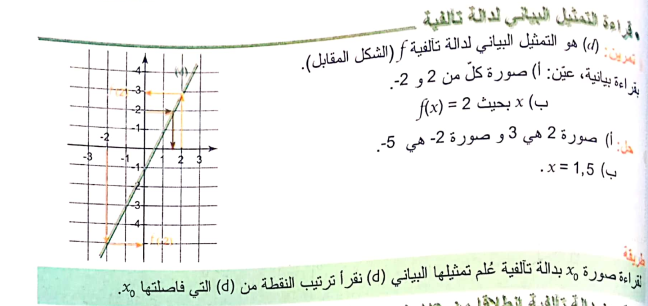 قراءة التمثيل البياني لدالة تآلفية
تمرين: (d) هو التمثيل البياني لدالة تآلفية f (الشكل المقابل).
بقراءة بيانية، عيّن: أ) صورة كلّ من 2 و 2-.
ب) x بحيث f(x) = 2
حل: أ) صورة 2 هي 3 و صورة 2- هي 5-.
ب) x = 1,5 .
4
(d)
3
2
1
-2
-3
-1
1
2
3
-1
-2
-3
-4
طريقة
لقراءة صورة x₀ بدالة تآلفية عُلم تمثيلها البياني (d) نقرأ ترتيب النقطة من (d) التي فاصلتها x₀.